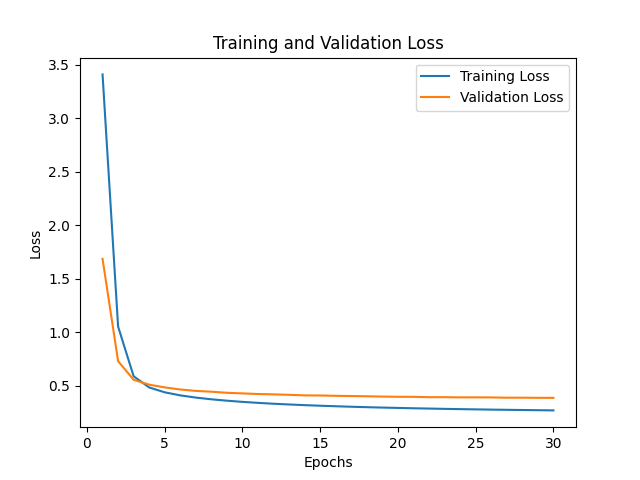 Training and Validation Loss
Training Loss
Validation Loss
3.5
3.0
2.5
2.0
1.5
1.0
0.5
Loss
0 5 10 15 20 25 30
Epochs